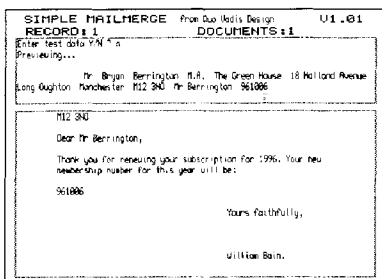 SIMPLE MAILMERGE from Quo Vadis Design V1.01
RECORD:1 DOCUMENTS:1
Enter test data Y/N ? n
Previewing...
Mr Bryan Berrington M.A. The Green House 18 Holland Avenue
Long Oughton Manchester M12 3NQ Mr Berrington 961006
M12 3NQ
Dear Mr Berrington,
Thank you for renewing your subscription for 1996. Your new
membership number for this year will be:
961006
Yours faithfully,
William Bain.